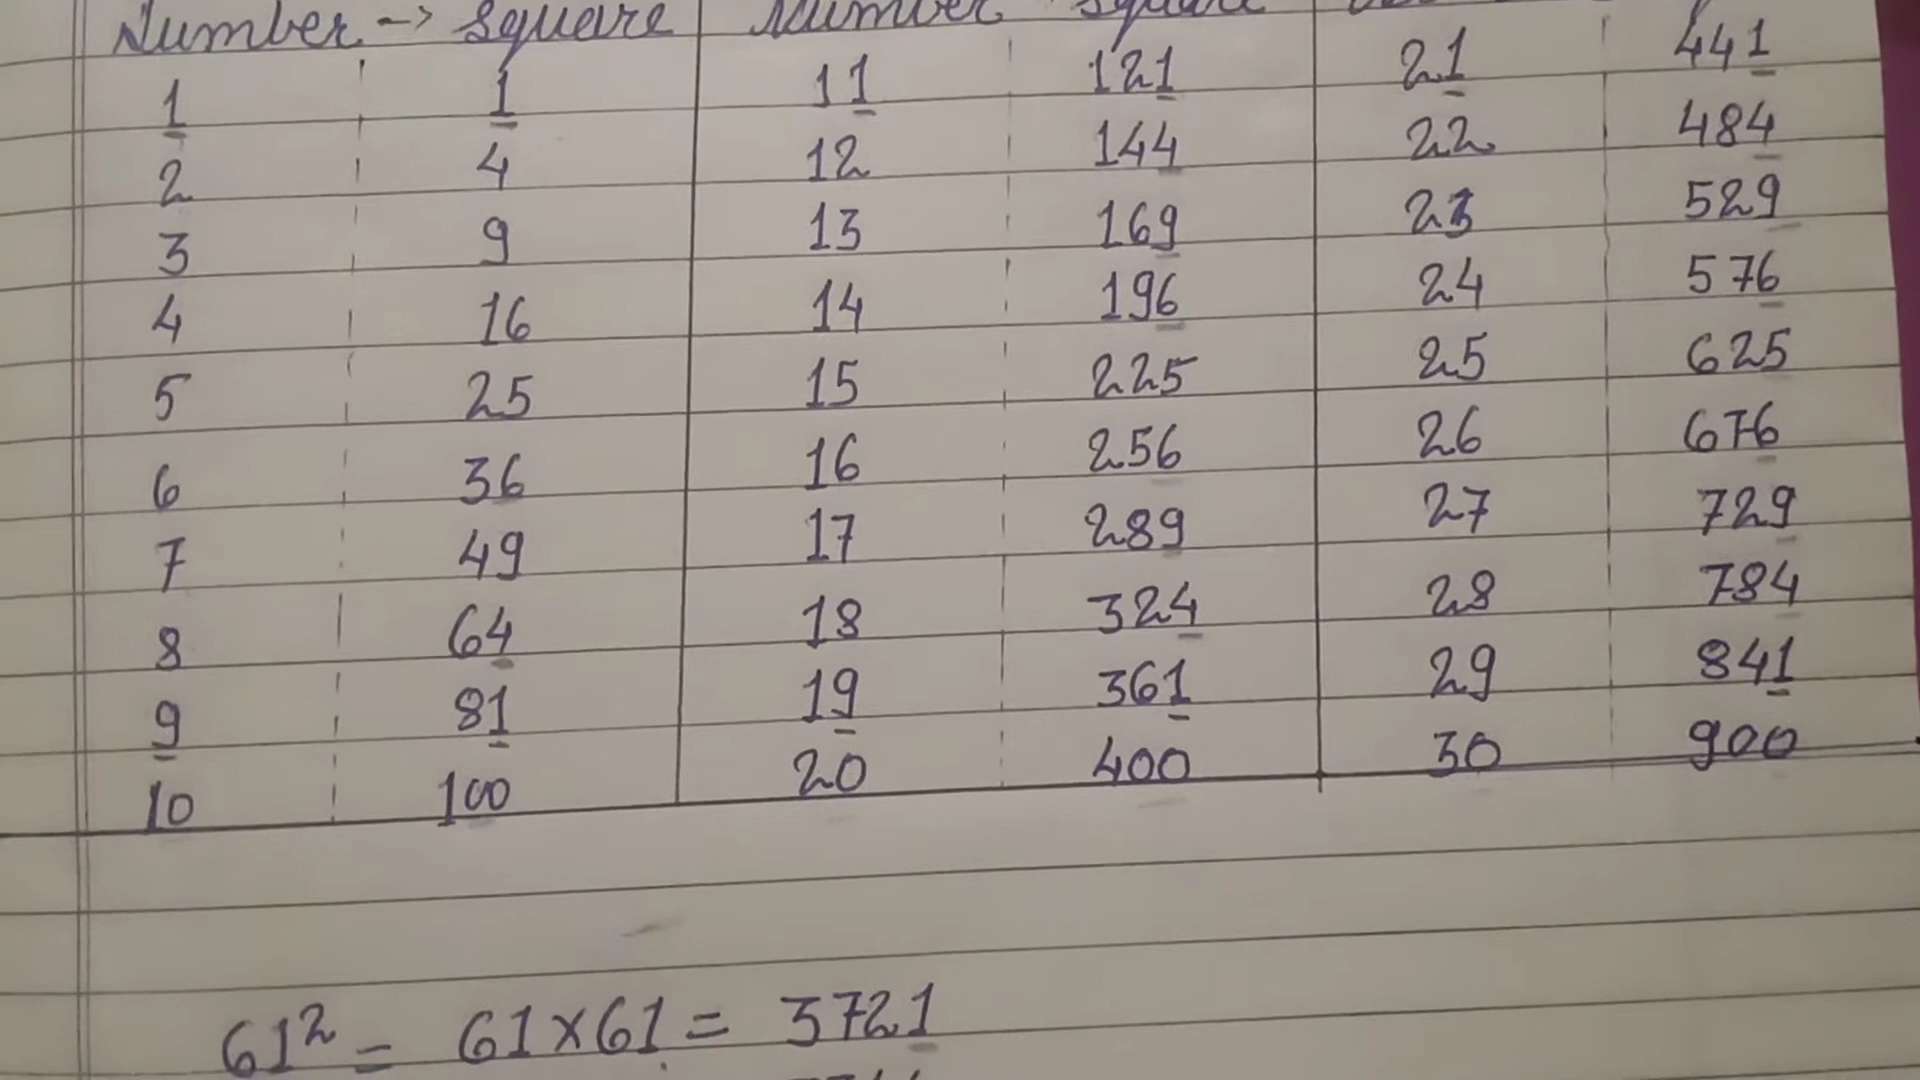 Number -> Square Number Square
1 1 11 121 21 441
2 4 12 144 22 484
3 9 13 169 23 529
4 16 14 196 24 576
5 25 15 225 25 625
6 36 16 256 26 676
7 49 17 289 27 729
8 64 18 324 28 784
9 81 19 361 29 841
10 100 20 400 30 900
61² = 61×61 = 3721